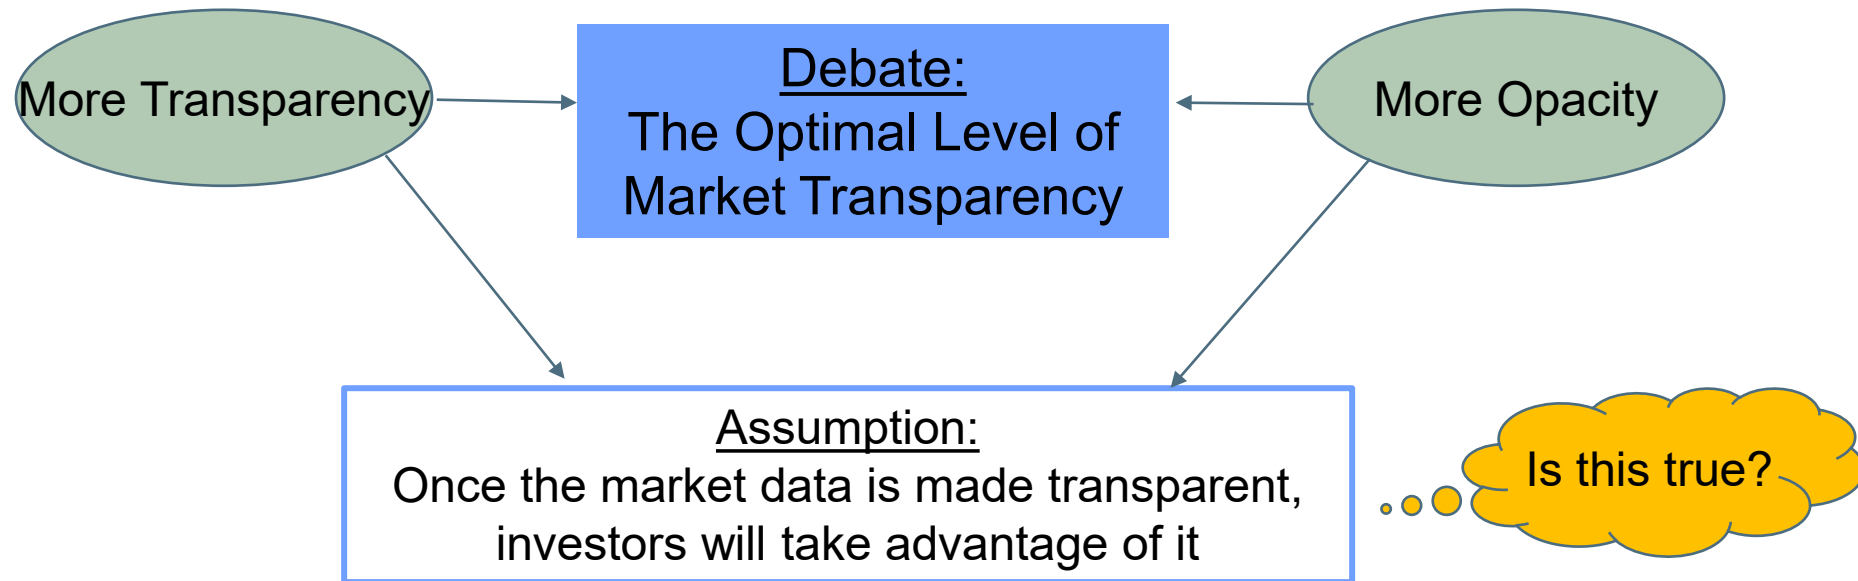 More Transparency
Debate:
The Optimal Level of
Market Transparency
More Opacity
Assumption:
Once the market data is made transparent,
investors will take advantage of it
Is this true?